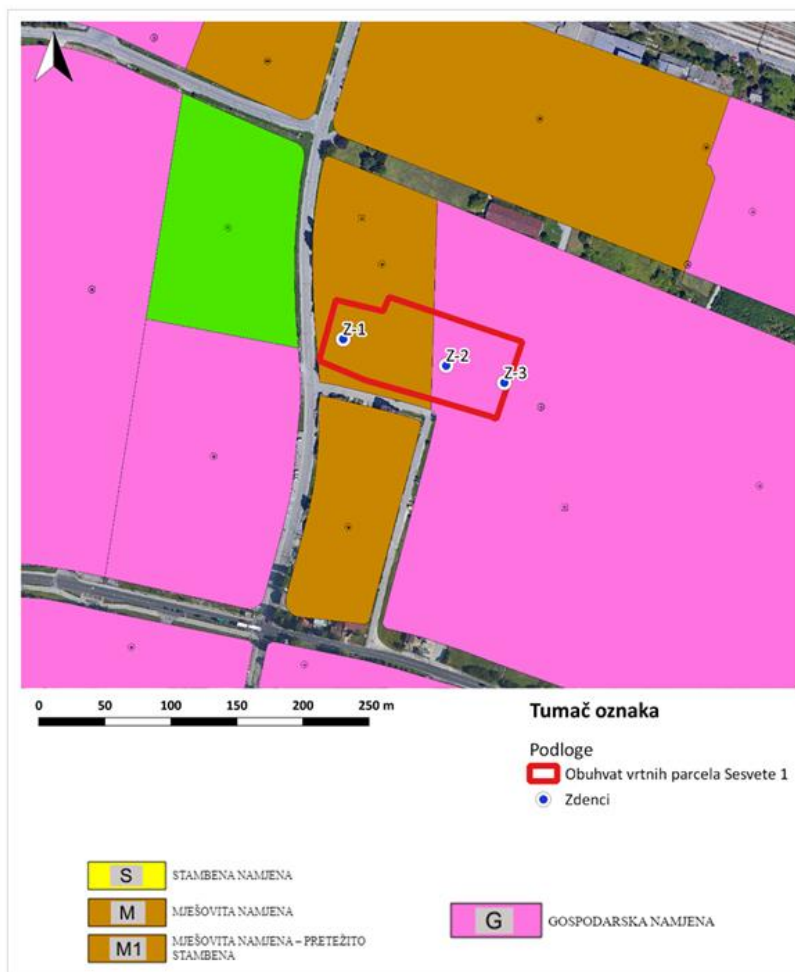 Z-1
Z-2
Z-3
0 50 100 150 200 250 m
Tumač oznaka
Podloge
Obuhvat vrtnih parcela Sesvete 1
Zdenci
S STAMBENA NAMJENA
M MJEŠOVITA NAMJENA
M1 MJEŠOVITA NAMJENA – PRETEŽITO
STAMBENA
G GOSPODARSKA NAMJENA